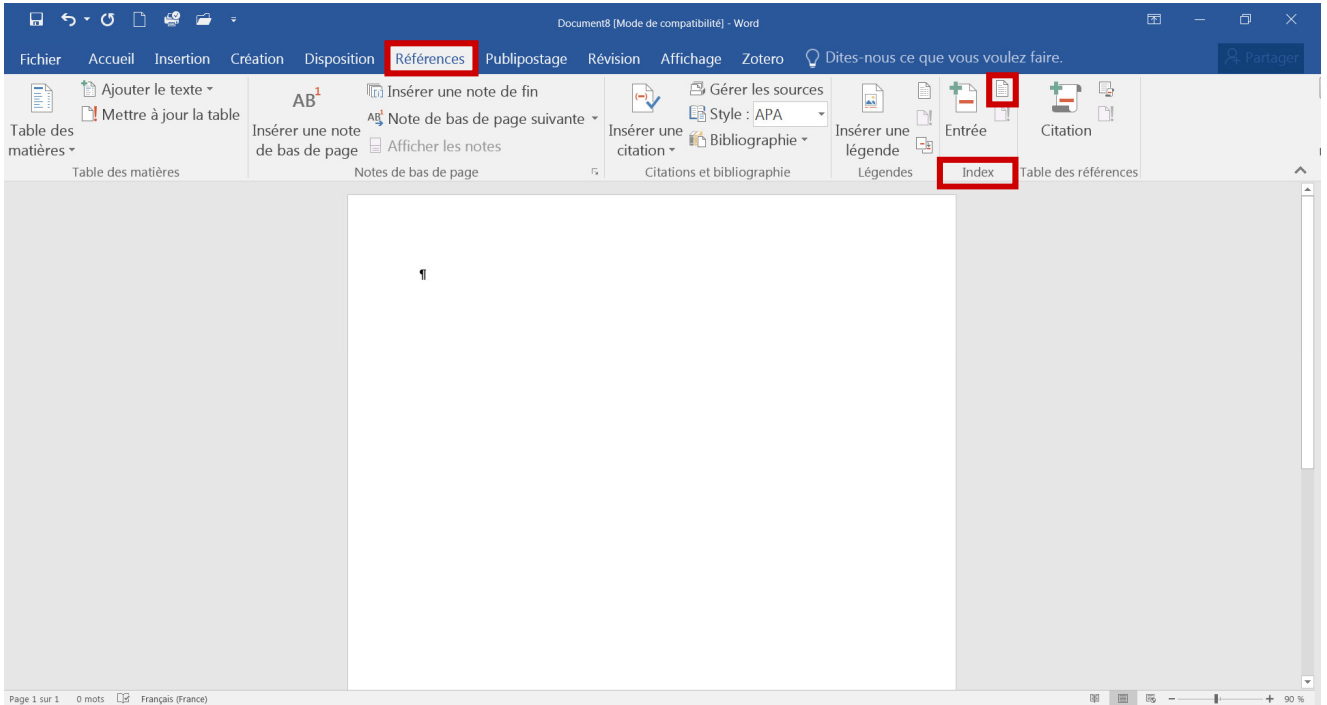 Document8 [Mode de compatibilité] - Word
Fichier Accueil Insertion Création Disposition Références Publipostage Révision Affichage Zotero Dites-nous ce que vous voulez faire. Partager
Table des matières
Ajouter le texte
Mettre à jour la table
Table des matières
AB1
Insérer une note de bas de page
Insérer une note de fin
AB1 Note de bas de page suivante
Afficher les notes
Notes de bas de page
Insérer une citation
Gérer les sources
Style : APA
Bibliographie
Citations et bibliographie
Insérer une légende
Légendes
Entrée
Index
Citation
Table des références
¶
Page 1 sur 1 0 mots Français (France) 90 %